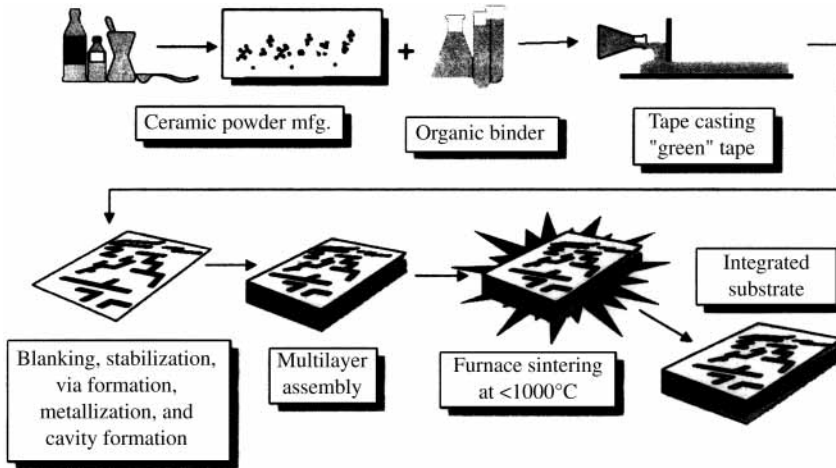 Ceramic powder mfg.
Organic binder
Tape casting
"green" tape
Blanking, stabilization,
via formation,
metallization, and
cavity formation
Multilayer
assembly
Furnace sintering
at <1000°C
Integrated
substrate